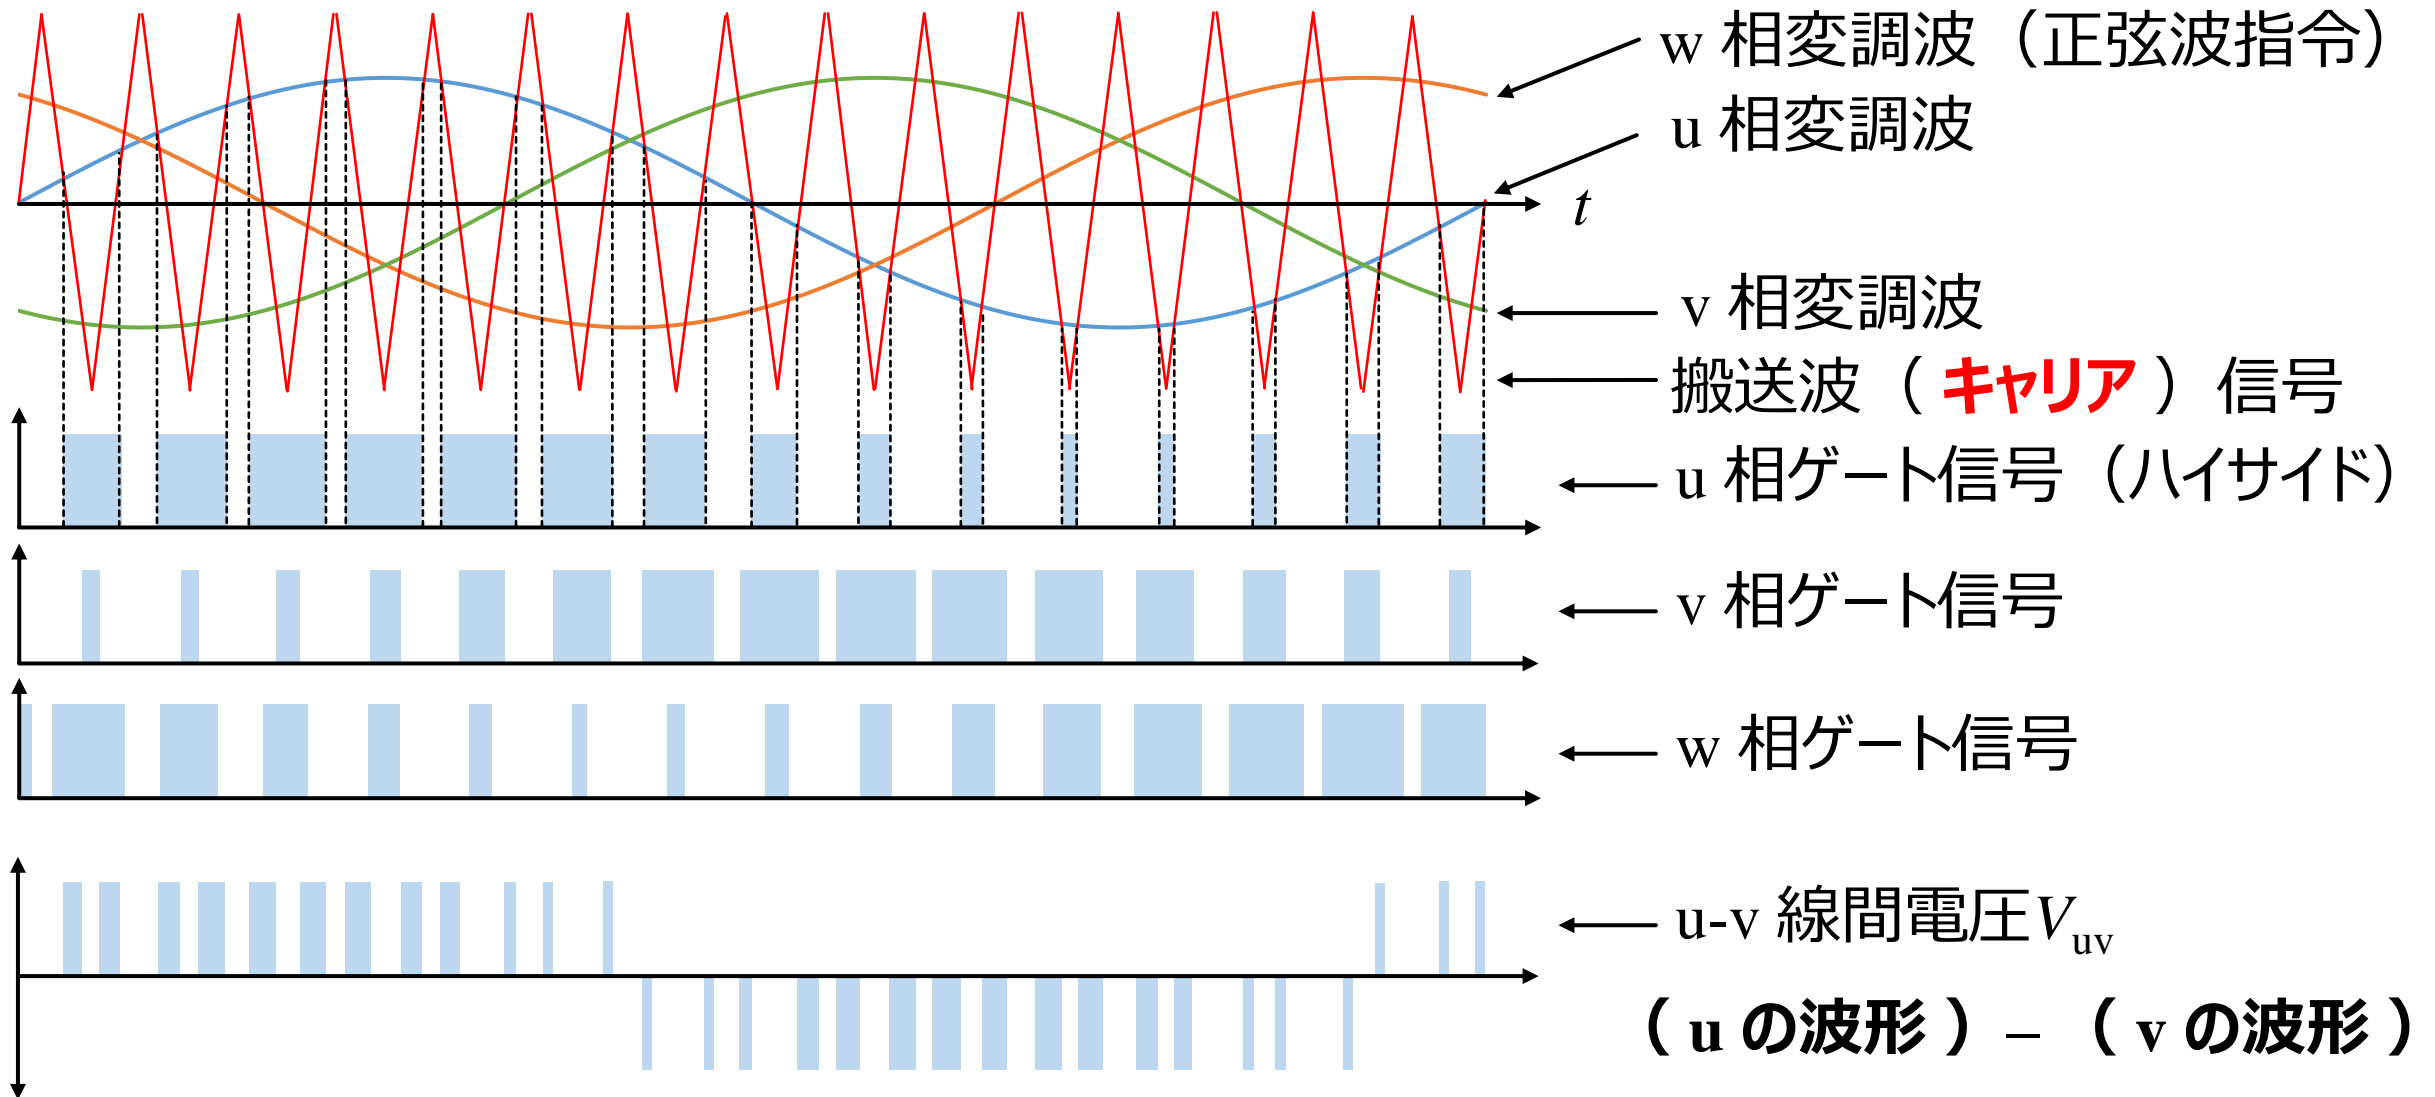 w 相変調波（正弦波指令）
u 相変調波
t
v 相変調波
搬送波（キャリア）信号
u 相ゲート信号（ハイサイド）
v 相ゲート信号
w 相ゲート信号
u-v 線間電圧Vuv
（ u の波形 ）－（ v の波形 ）